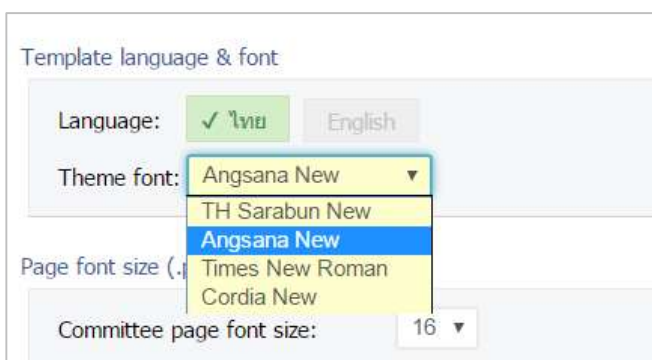 Template language & font
Language: ✓ ไทย English
Theme font: Angsana New ▼
TH Sarabun New
Angsana New
Times New Roman
Cordia New
Page font size (.
Committee page font size: 16 ▼